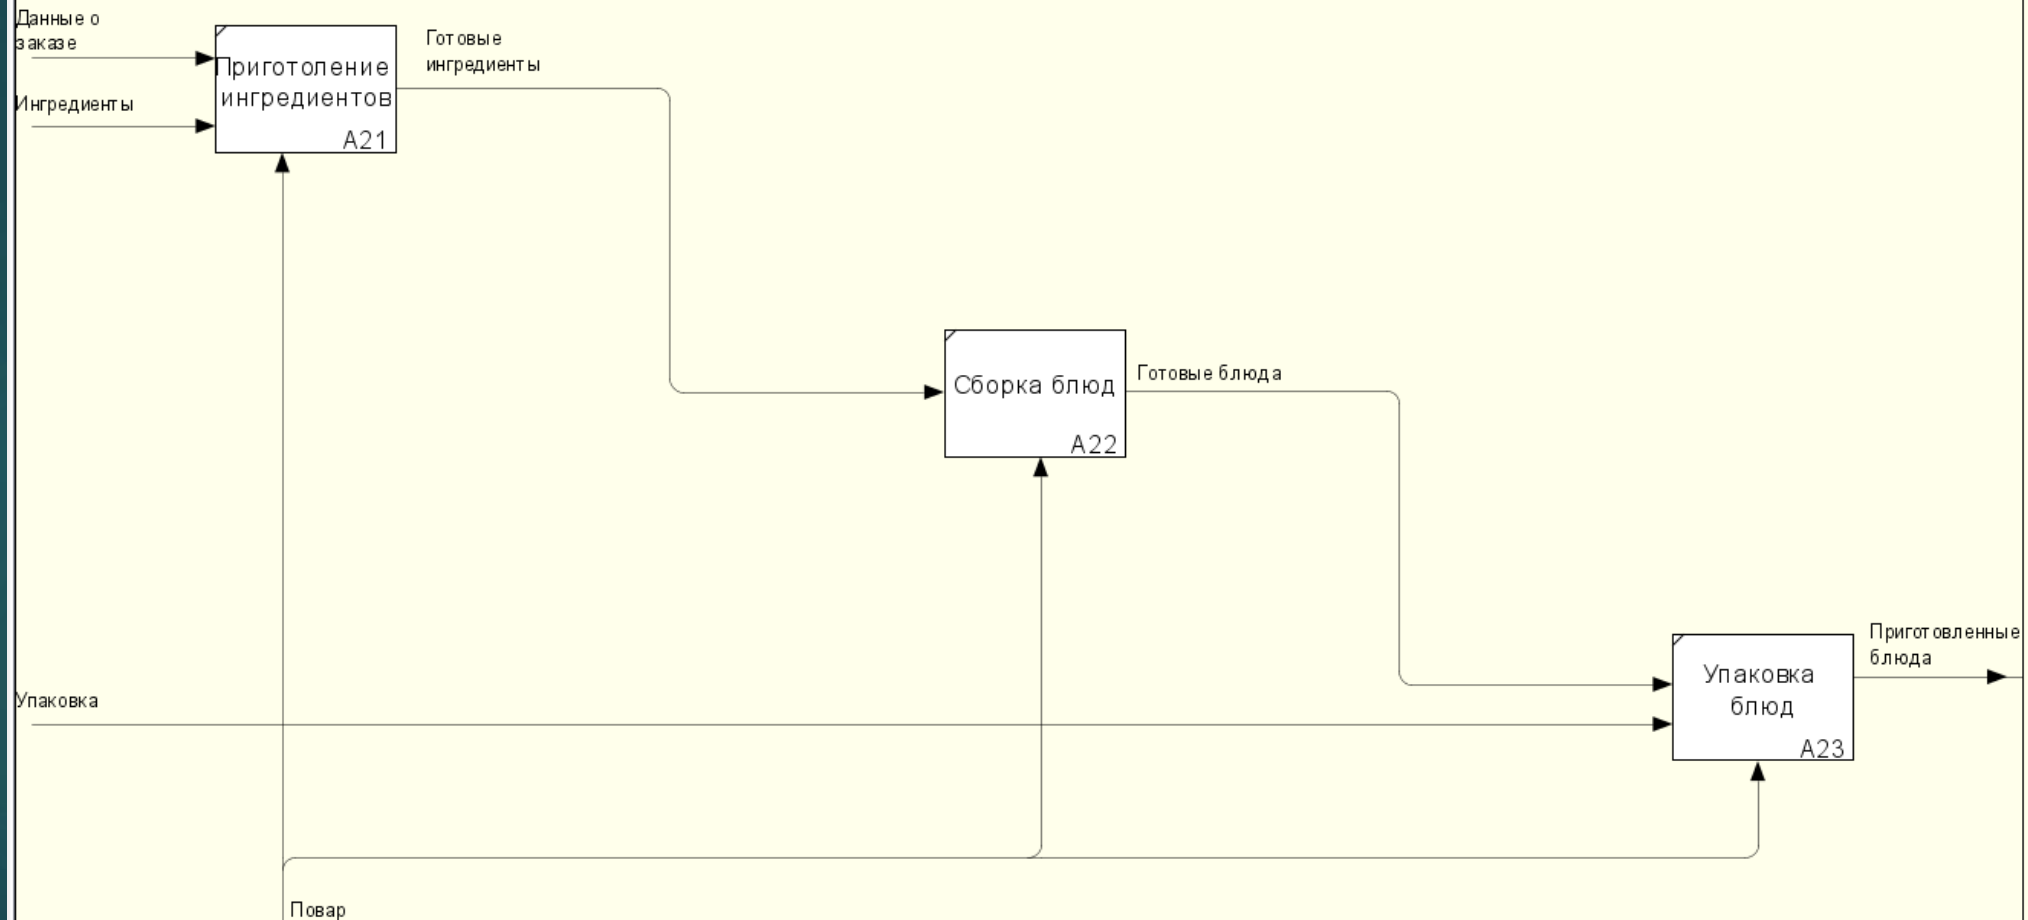 Данные о
заказе
Ингредиенты
Приготоление
ингредиентов
A21
Готовые
ингредиенты
Сборка блюд
A22
Готовые блюда
Упаковка
Упаковка
блюд
A23
Приготовленные
блюда
Повар